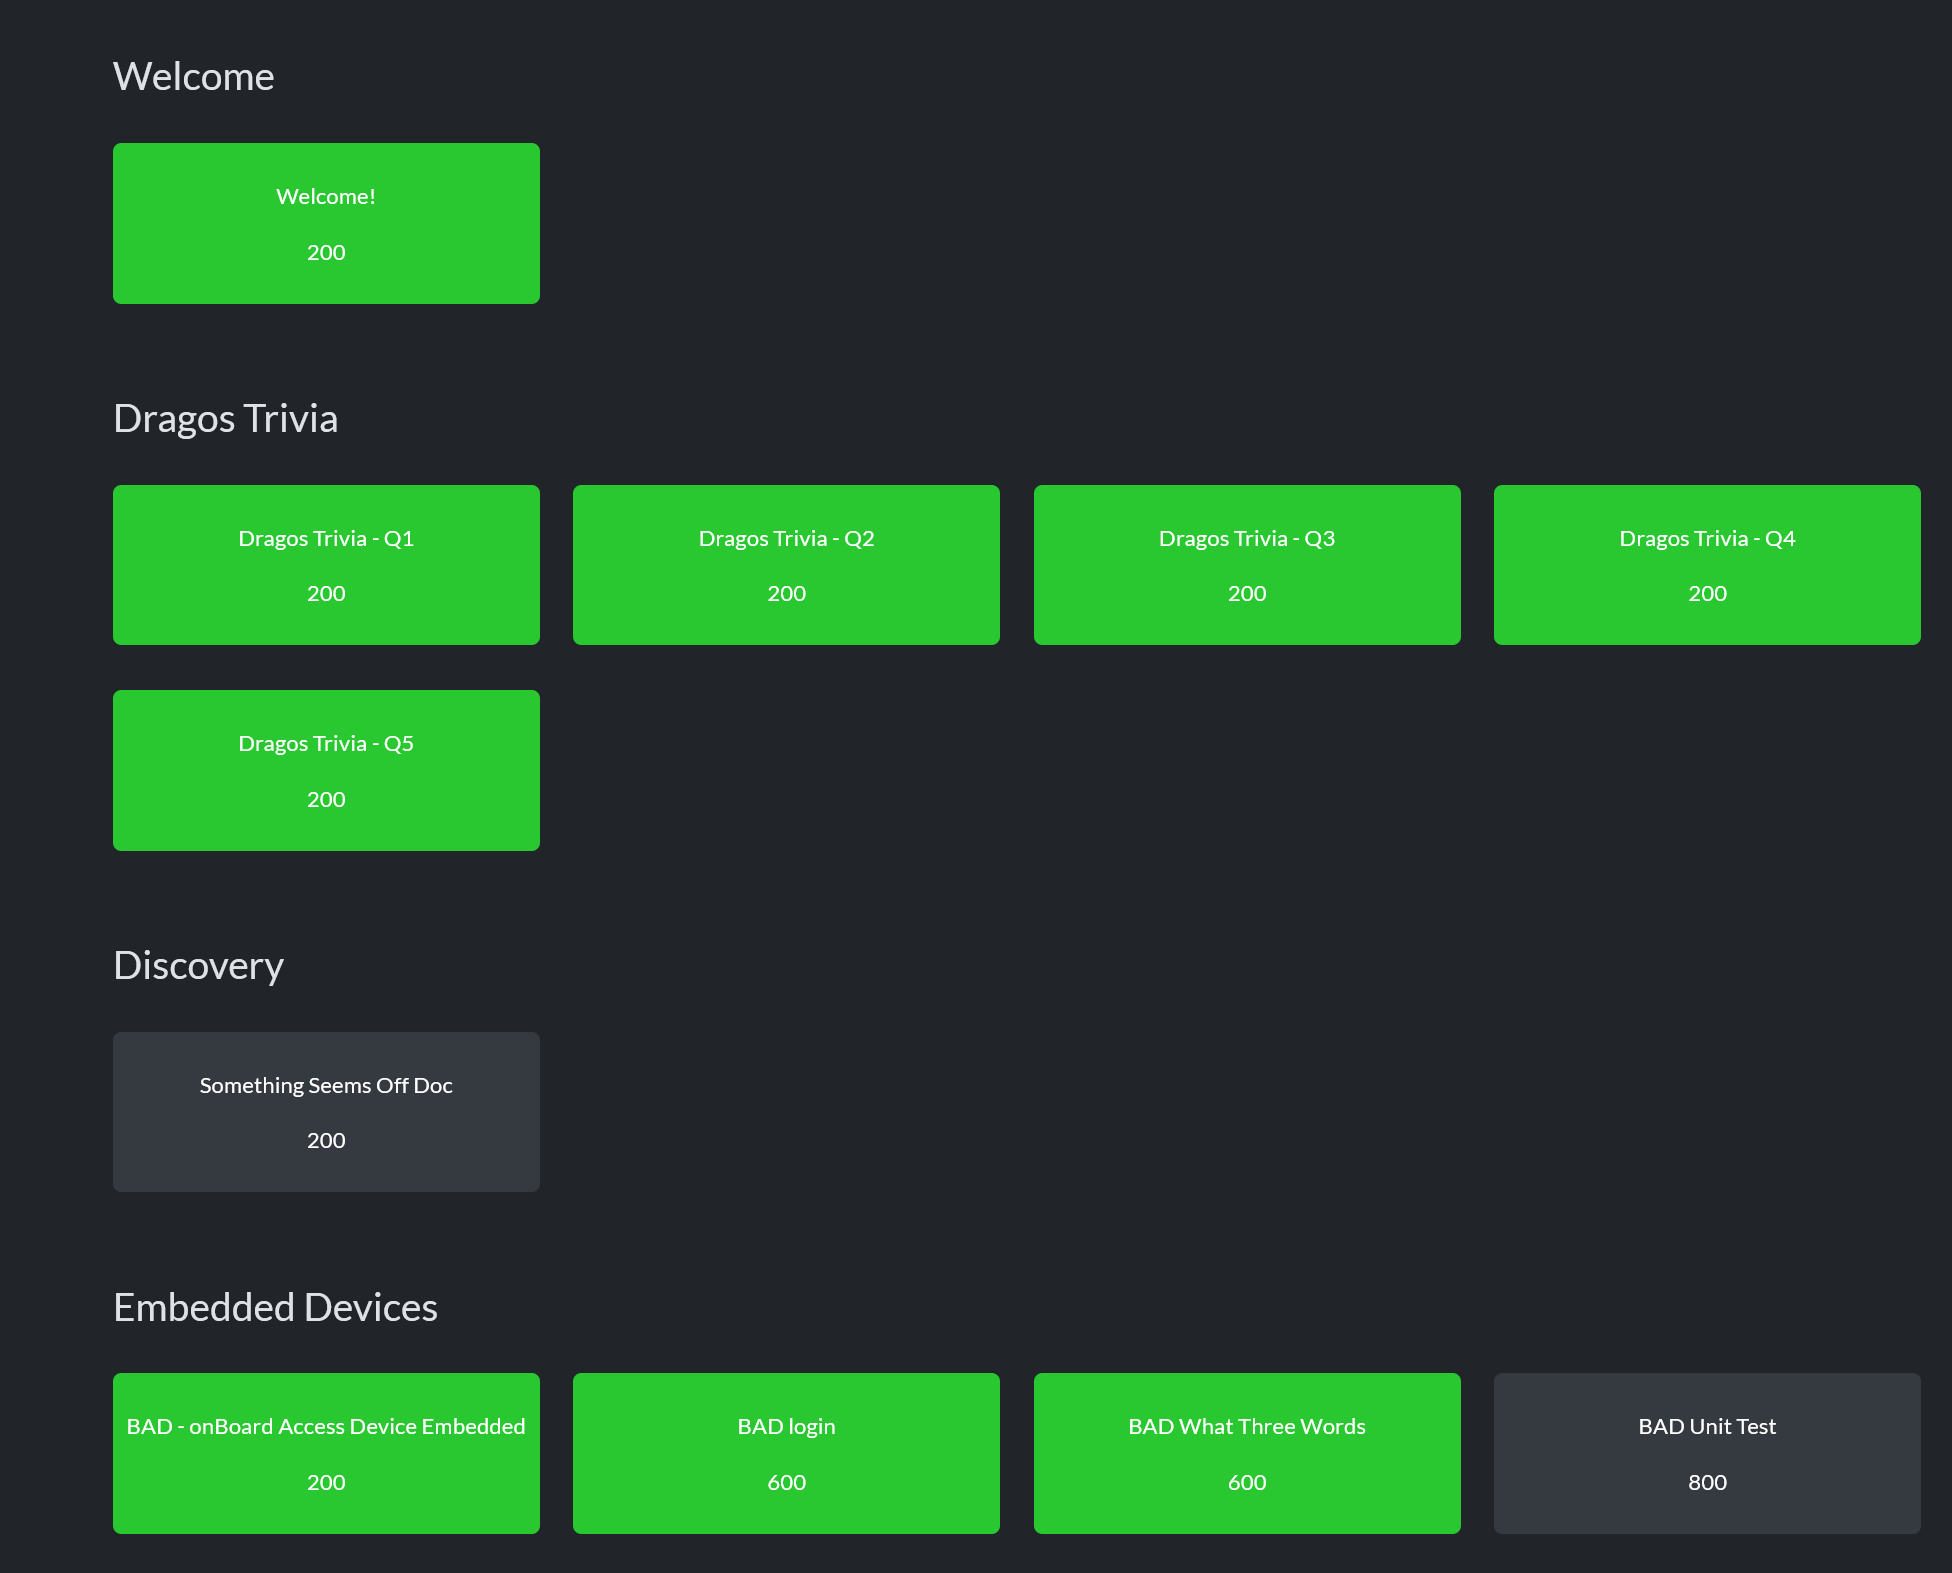 Welcome
Welcome!
200
Dragos Trivia
Dragos Trivia - Q1
200
Dragos Trivia - Q2
200
Dragos Trivia - Q3
200
Dragos Trivia - Q4
200
Dragos Trivia - Q5
200
Discovery
Something Seems Off Doc
200
Embedded Devices
BAD - onBoard Access Device Embedded
200
BAD login
600
BAD What Three Words
600
BAD Unit Test
800